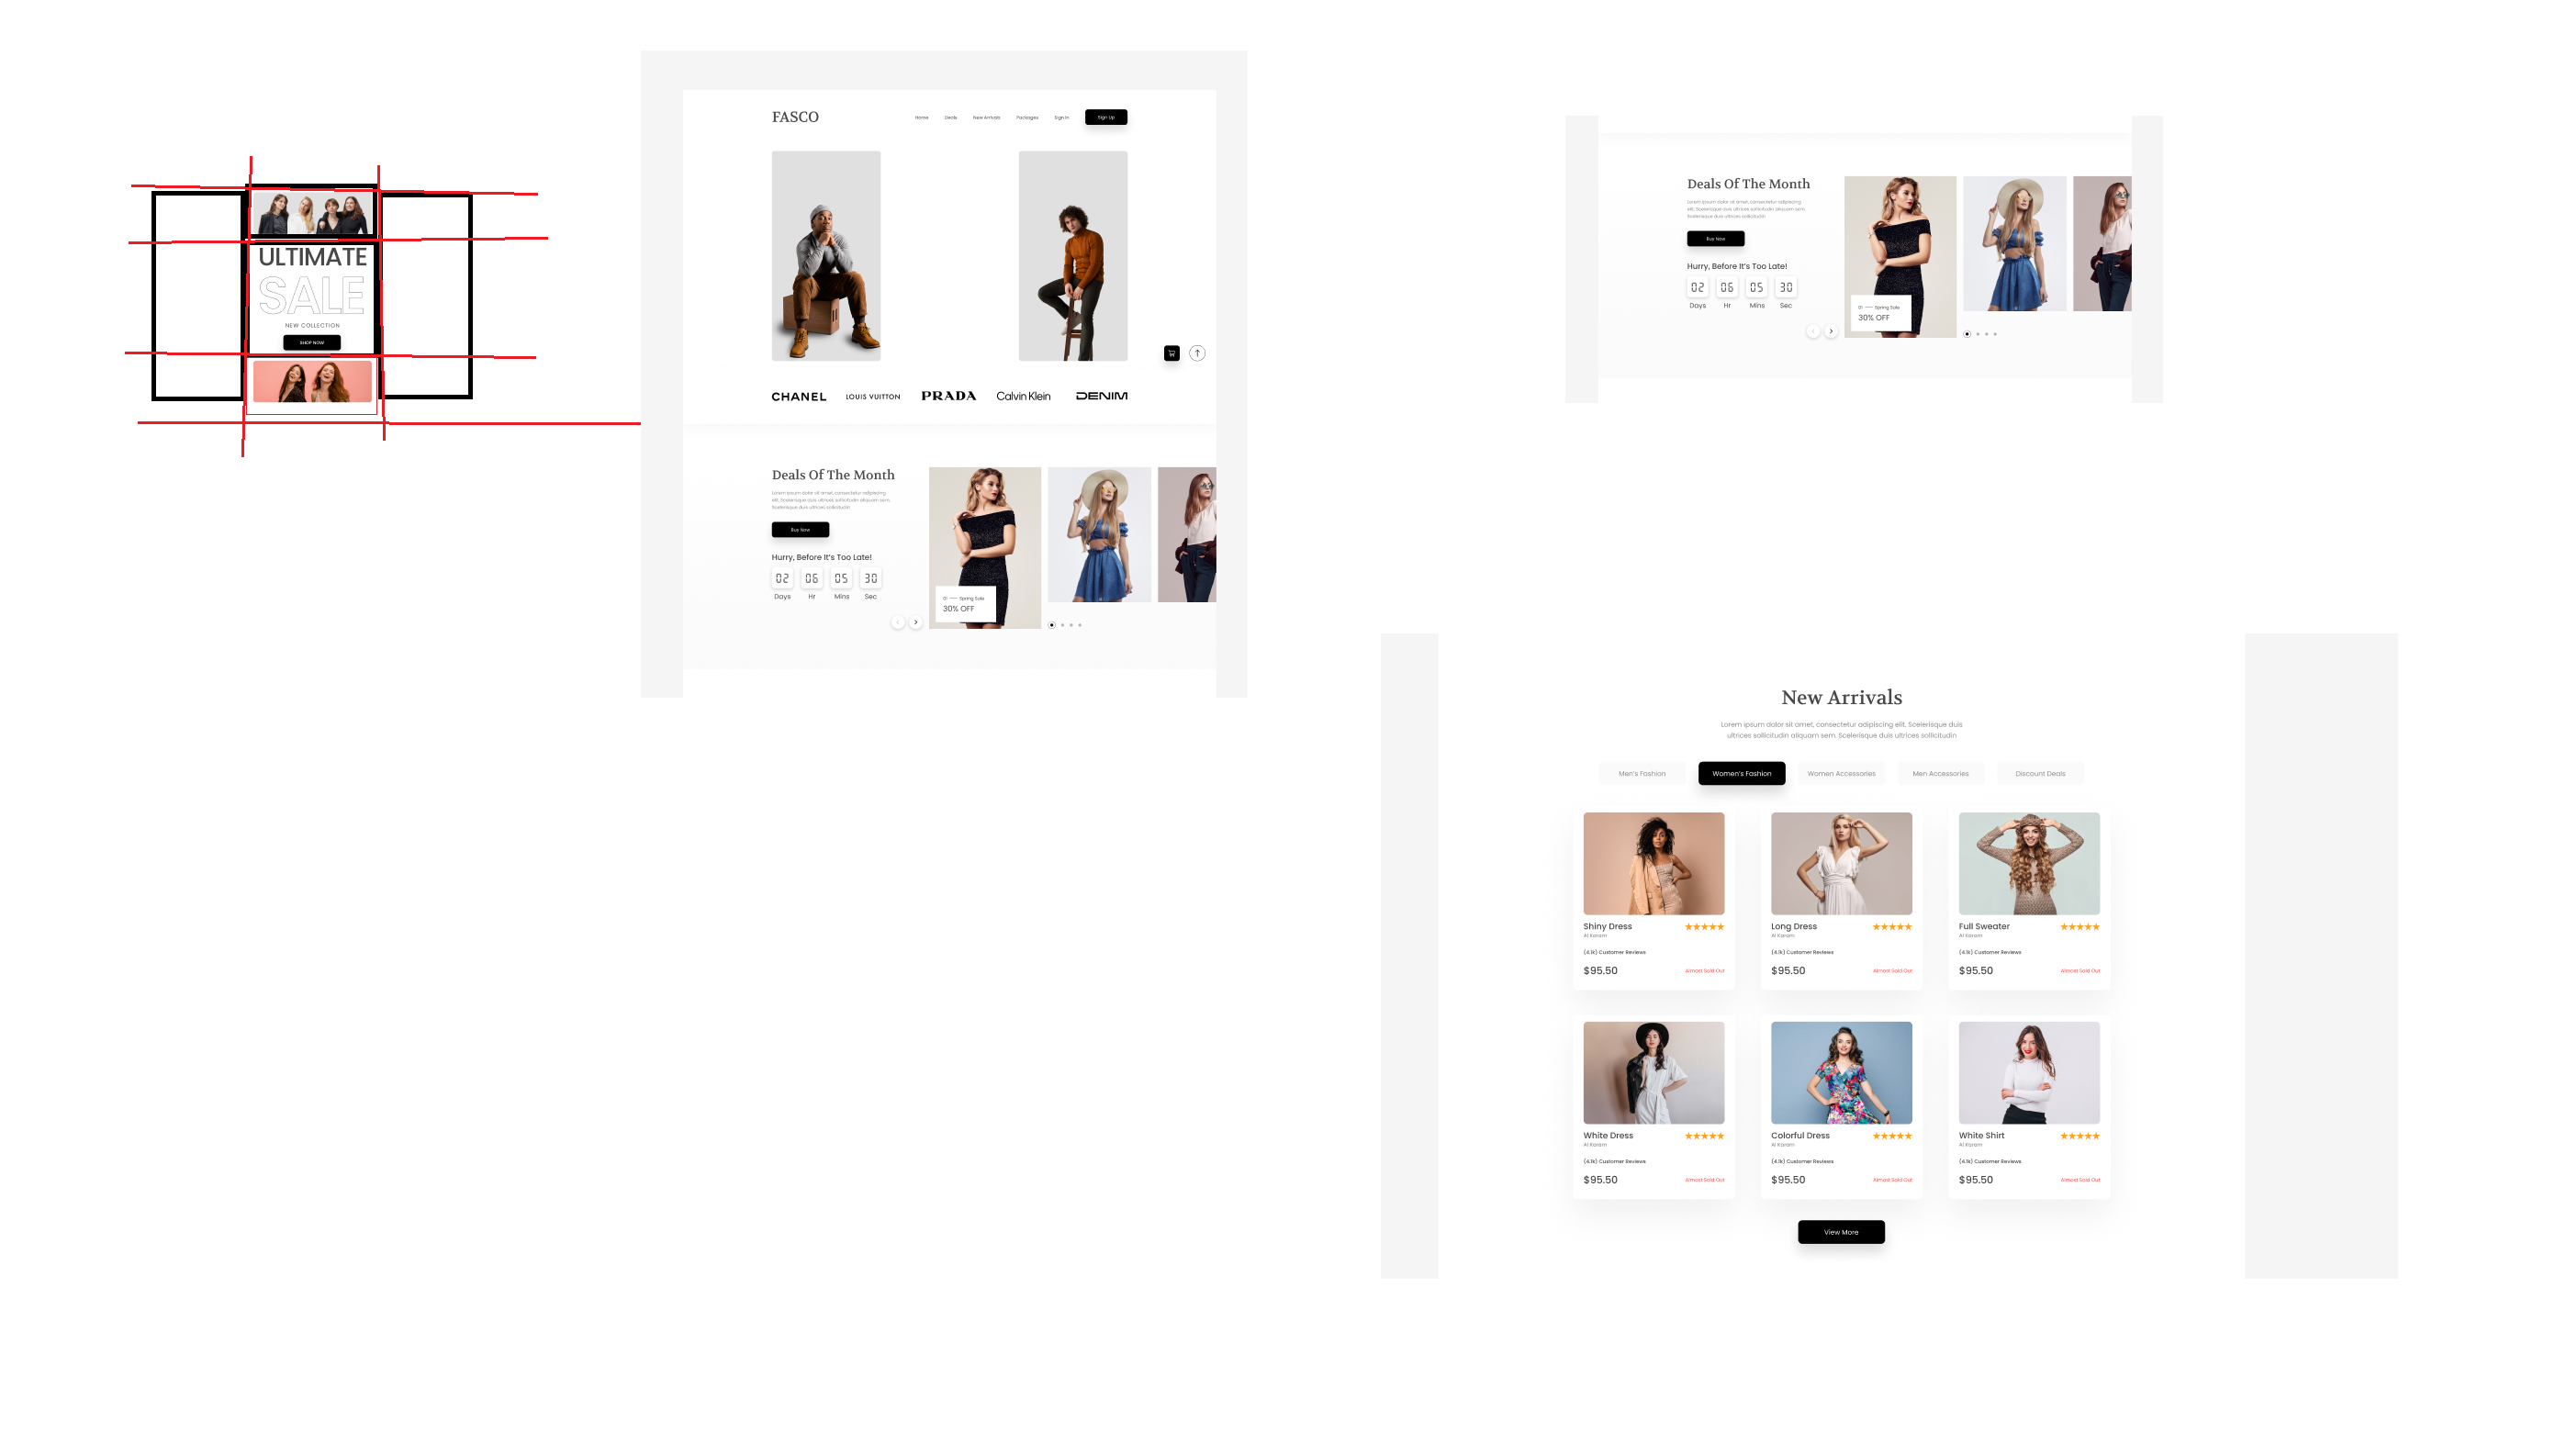 ULTIMATE
SALE
NEW COLLECTION
SHOP NOW
FASCO
Home Deals New Arrivals Packages Sign in Sign Up
CHANEL LOUIS VUITTON PRADA Calvin Klein DENIM
Deals Of The Month
Lorem ipsum dolor sit amet, consectetur adipiscing
elit. Scelerisque duis ultrices sollicitudin aliquam sem.
Scelerisque duis ultrices sollicitudin
Buy Now
Hurry, Before It's Too Late!
02 06 05 30
Days Hr Mins Sec
01 Spring Sale
30% OFF
Deals Of The Month
Lorem ipsum dolor sit amet, consectetur adipiscing
elit. Scelerisque duis ultrices sollicitudin aliquam sem.
Scelerisque duis ultrices sollicitudin
Buy Now
Hurry, Before It's Too Late!
02 06 05 30
Days Hr Mins Sec
01 Spring Sale
30% OFF
New Arrivals
Lorem ipsum dolor sit amet, consectetur adipiscing elit. Scelerisque duis
ultrices sollicitudin aliquam sem. Scelerisque duis ultrices sollicitudin
Men's Fashion Women's Fashion Women Accessories Men Accessories Discount Deals
Shiny Dress
Al Karam
(4.1k) Customer Reviews
$95.50 Almost Sold Out
Long Dress
Al Karam
(4.1k) Customer Reviews
$95.50 Almost Sold Out
Full Sweater
Al Karam
(4.1k) Customer Reviews
$95.50 Almost Sold Out
White Dress
Al Karam
(4.1k) Customer Reviews
$95.50 Almost Sold Out
Colorful Dress
Al Karam
(4.1k) Customer Reviews
$95.50 Almost Sold Out
White Shirt
Al Karam
(4.1k) Customer Reviews
$95.50 Almost Sold Out
View More